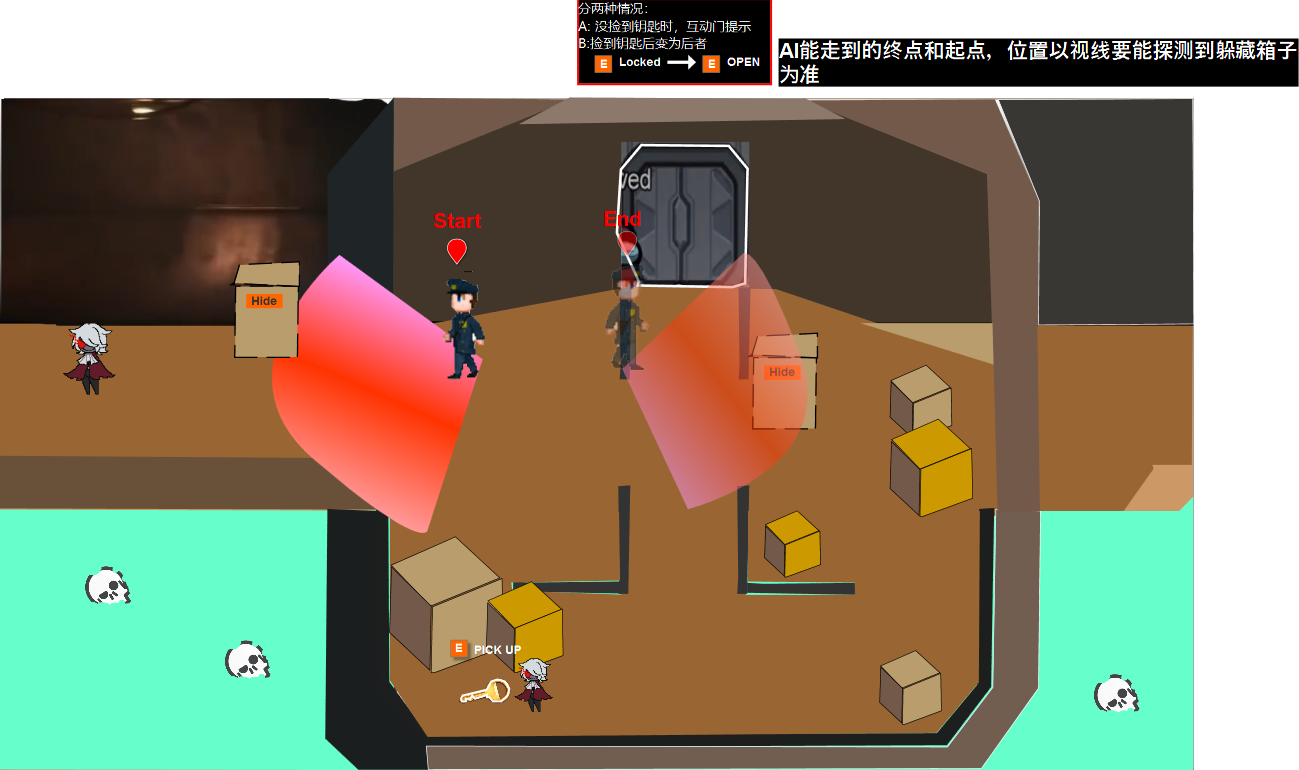 分两种情况：
A: 没捡到钥匙时，互动门提示
B:捡到钥匙后变为后者
E Locked E OPEN
AI能走到的终点和起点，位置以视线要能探测到躲藏箱子
为准
ved
Start
End
Hide
Hide
E PICK UP